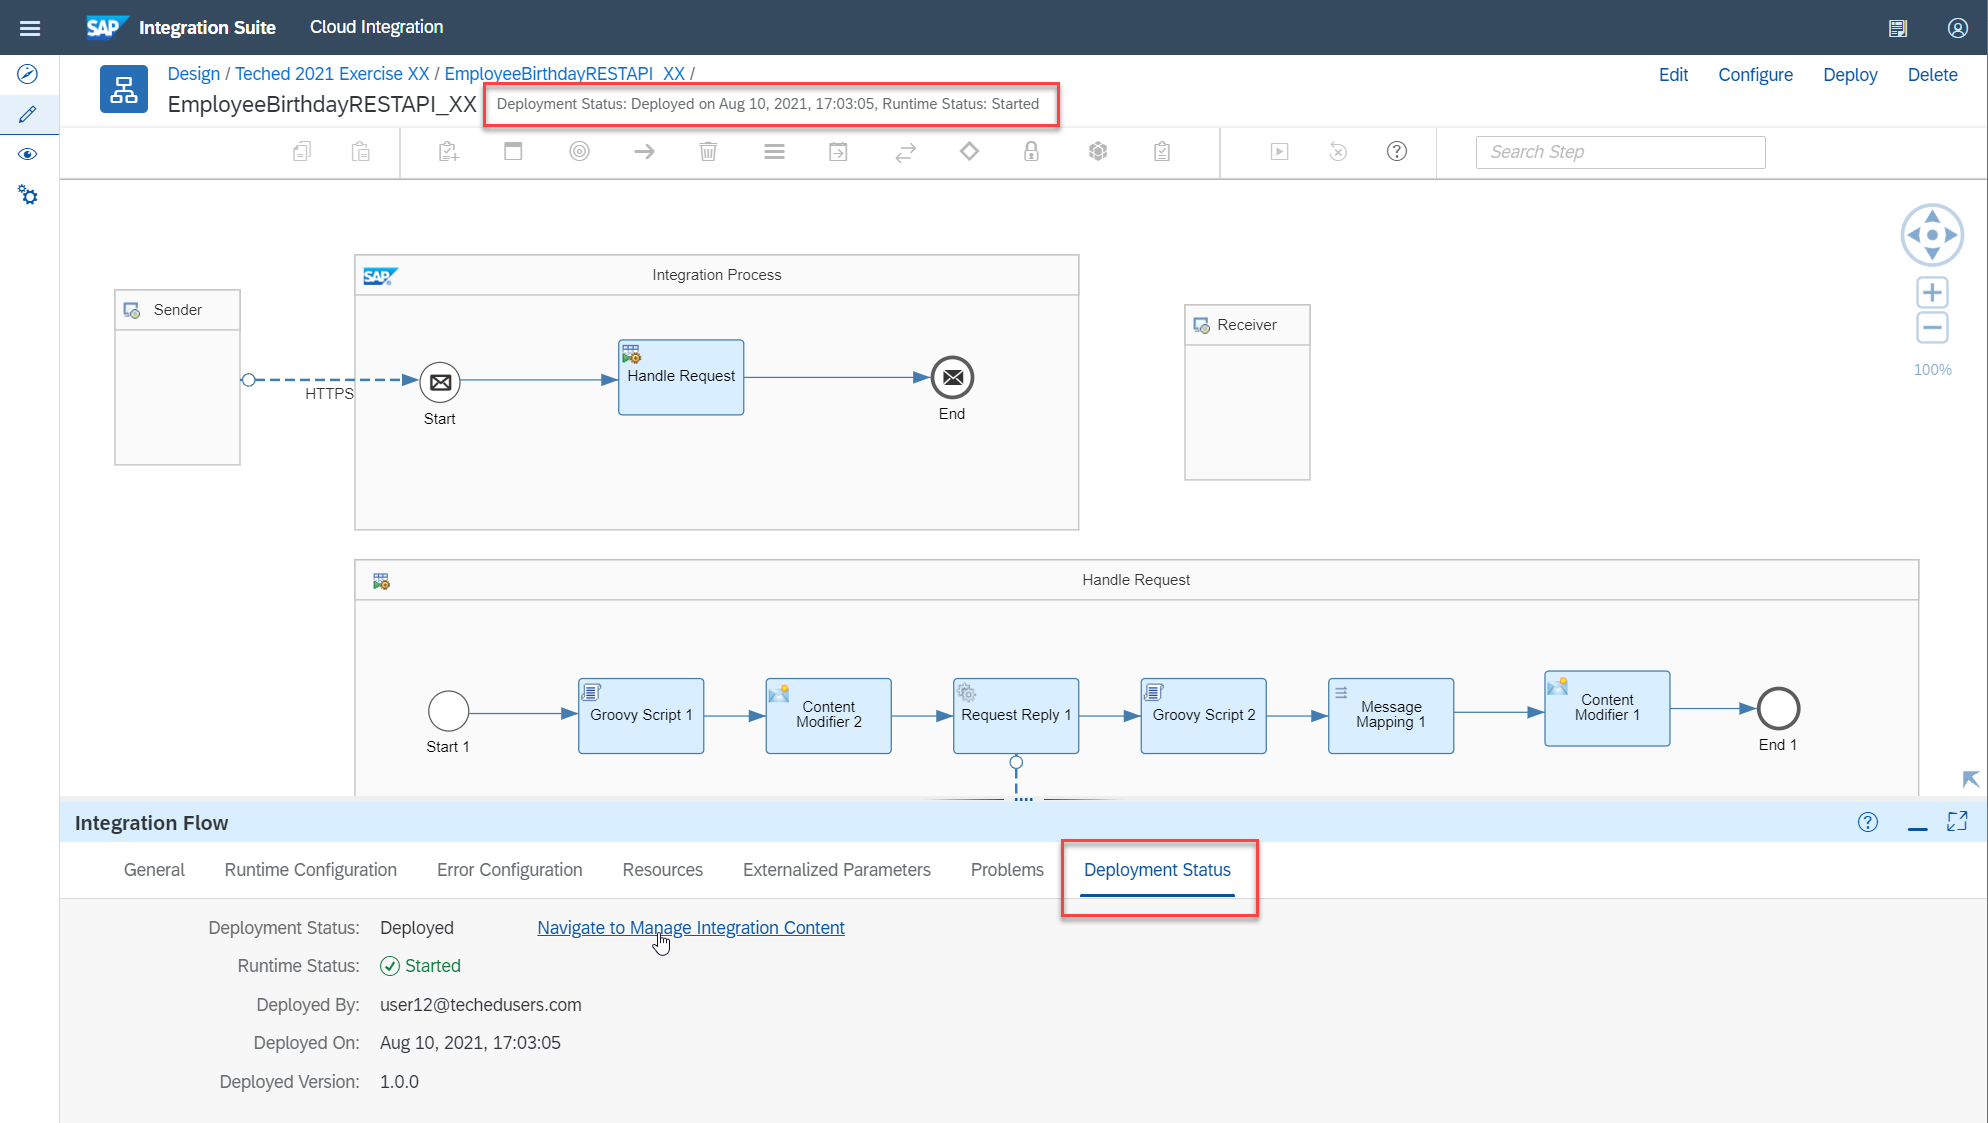 SAP Integration Suite Cloud Integration
Design / Teched 2021 Exercise XX / EmployeeBirthdayRESTAPI_XX /
EmployeeBirthdayRESTAPI_XX
Deployment Status: Deployed on Aug 10, 2021, 17:03:05, Runtime Status: Started
Edit Configure Deploy Delete
Search Step
SAP Integration Process
Sender
Receiver
Handle Request
HTTPS
Start
End
100%
Handle Request
Groovy Script 1
Content
Modifier 2
Request Reply 1
Groovy Script 2
Message
Mapping 1
Content
Modifier 1
Start 1
End 1
Integration Flow
General Runtime Configuration Error Configuration Resources Externalized Parameters Problems Deployment Status
Deployment Status: Deployed Navigate to Manage Integration Content
Runtime Status: Started
Deployed By: user12@techedusers.com
Deployed On: Aug 10, 2021, 17:03:05
Deployed Version: 1.0.0